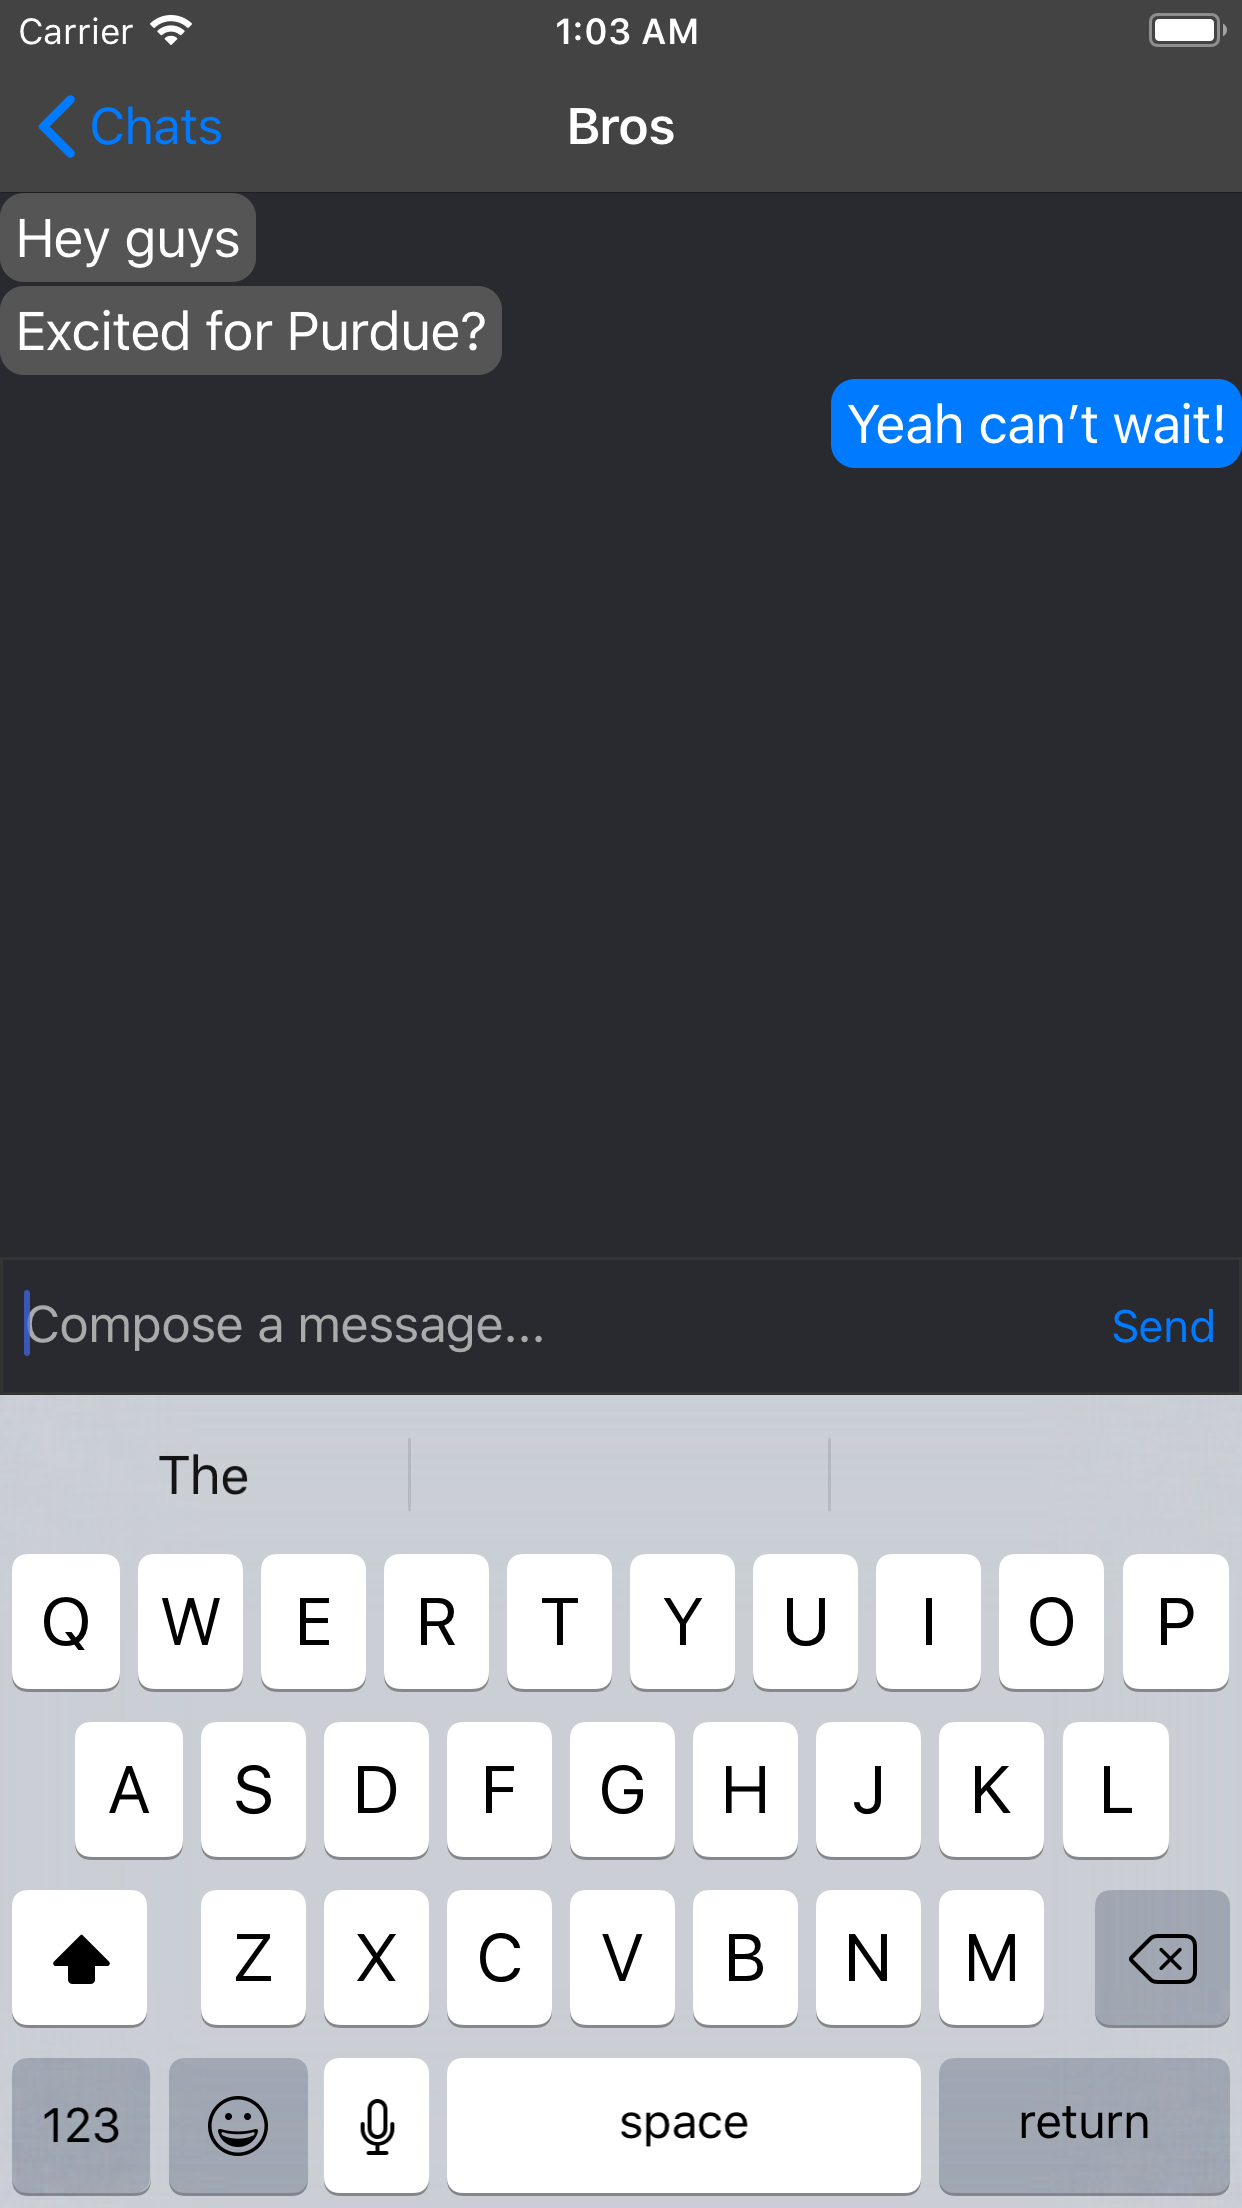 Carrier 1:03 AM
Chats Bros
Hey guys
Excited for Purdue?
Yeah can’t wait!
Compose a message... Send
The
Q W E R T Y U I O P
A S D F G H J K L
Z X C V B N M
123 space return